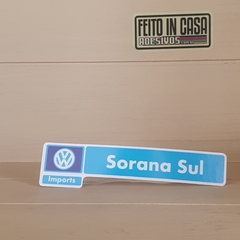 FEITO IN CASA
ADESIVOS
Sorana Sul
Imports